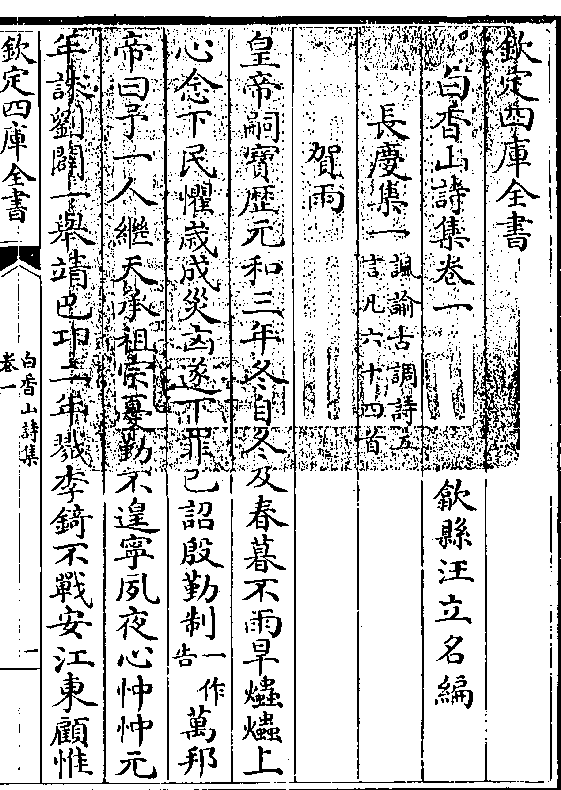 欽定四庫全書
白香山詩集卷一 歙縣汪立名編
長慶集一 諷諭古調詩五
言凡六十四首
賀雨
皇帝嗣寶歴元和三年冬自冬及春暮不雨旱爞爞上
心念下民懼歳成災凶遂下罪己詔殷勤制一作告萬邦
帝曰予一人繼天承祖宗憂勤不遑寧夙夜心忡忡元
年誅劉闢一舉靖巴邛二年戮李錡不戰安江東顧惟
欽定四庫全書
白香山詩集
卷一
一